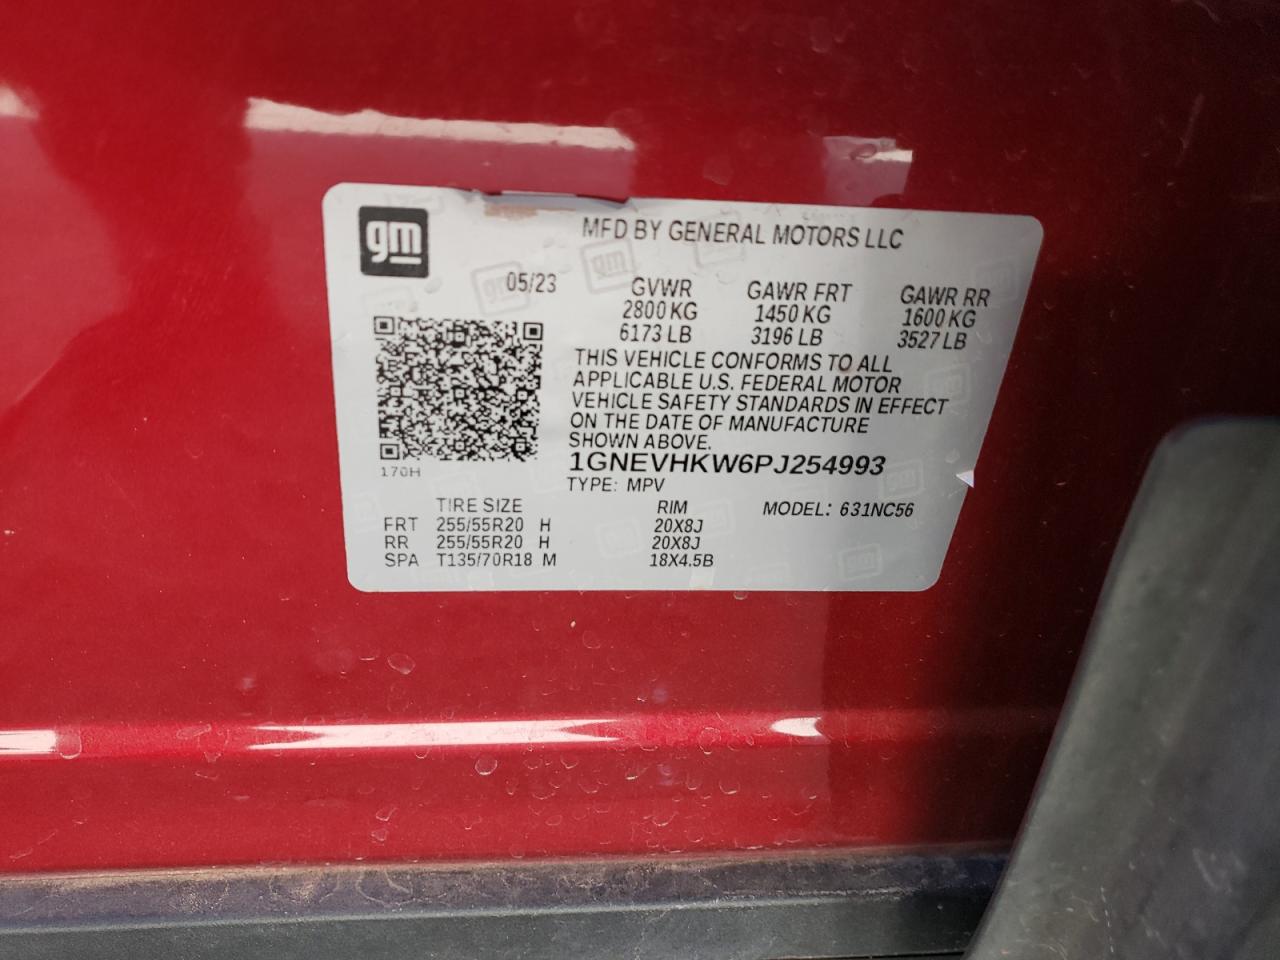 gm
MFD BY GENERAL MOTORS LLC
05/23
GVWR GAWR FRT GAWR RR
2800 KG 1450 KG 1600 KG
6173 LB 3196 LB 3527 LB
THIS VEHICLE CONFORMS TO ALL
APPLICABLE U.S. FEDERAL MOTOR
VEHICLE SAFETY STANDARDS IN EFFECT
ON THE DATE OF MANUFACTURE
SHOWN ABOVE.
170H
1GNEVHKW6PJ254993
TYPE: MPV
TIRE SIZE RIM MODEL: 631NC56
FRT 255/55R20 H 20X8J
RR 255/55R20 H 20X8J
SPA T135/70R18 M 18X4.5B